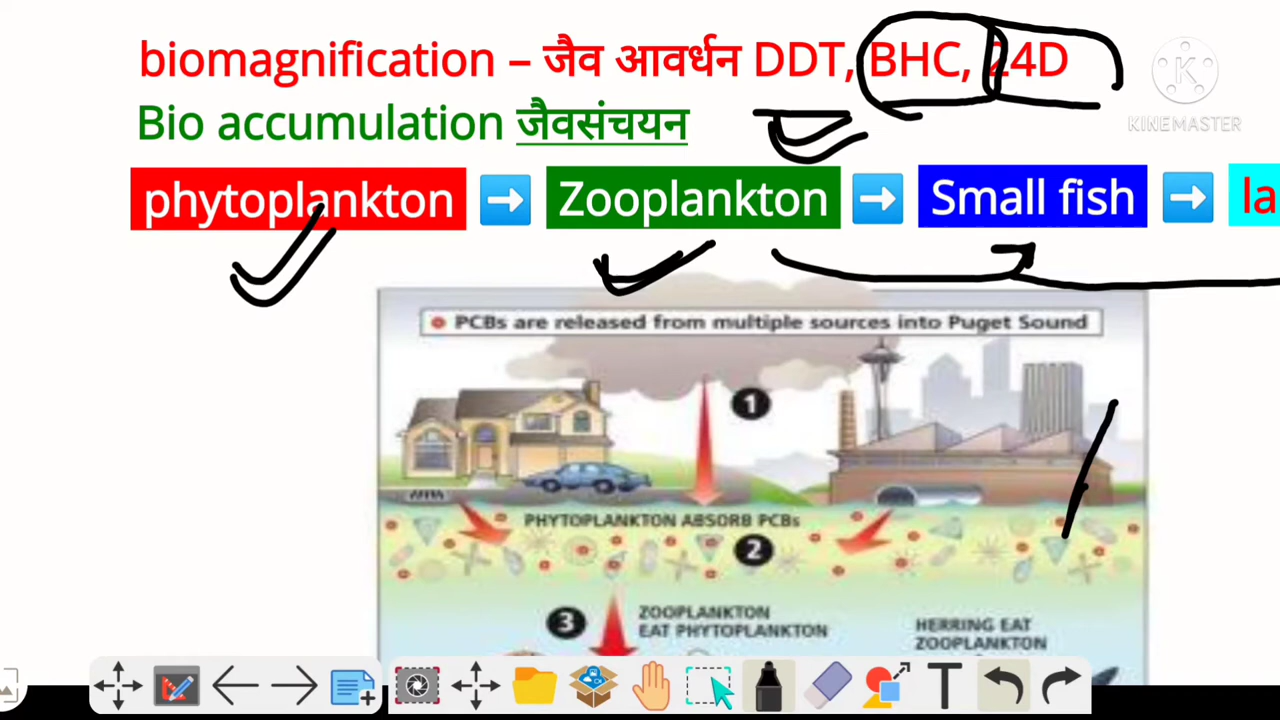 biomagnification – जैव आवर्धन DDT, BHC, 24D
K
KINEMASTER
Bio accumulation जैवसंचयन
phytoplankton ➡ Zooplankton ➡ Small fish ➡ la
PCBs are released from multiple sources into Puget Sound
1
PHYTOPLANKTON ABSORB PCBs
2
3
ZOOPLANKTON
EAT PHYTOPLANKTON
HERRING EAT
ZOOPLANKTON
T